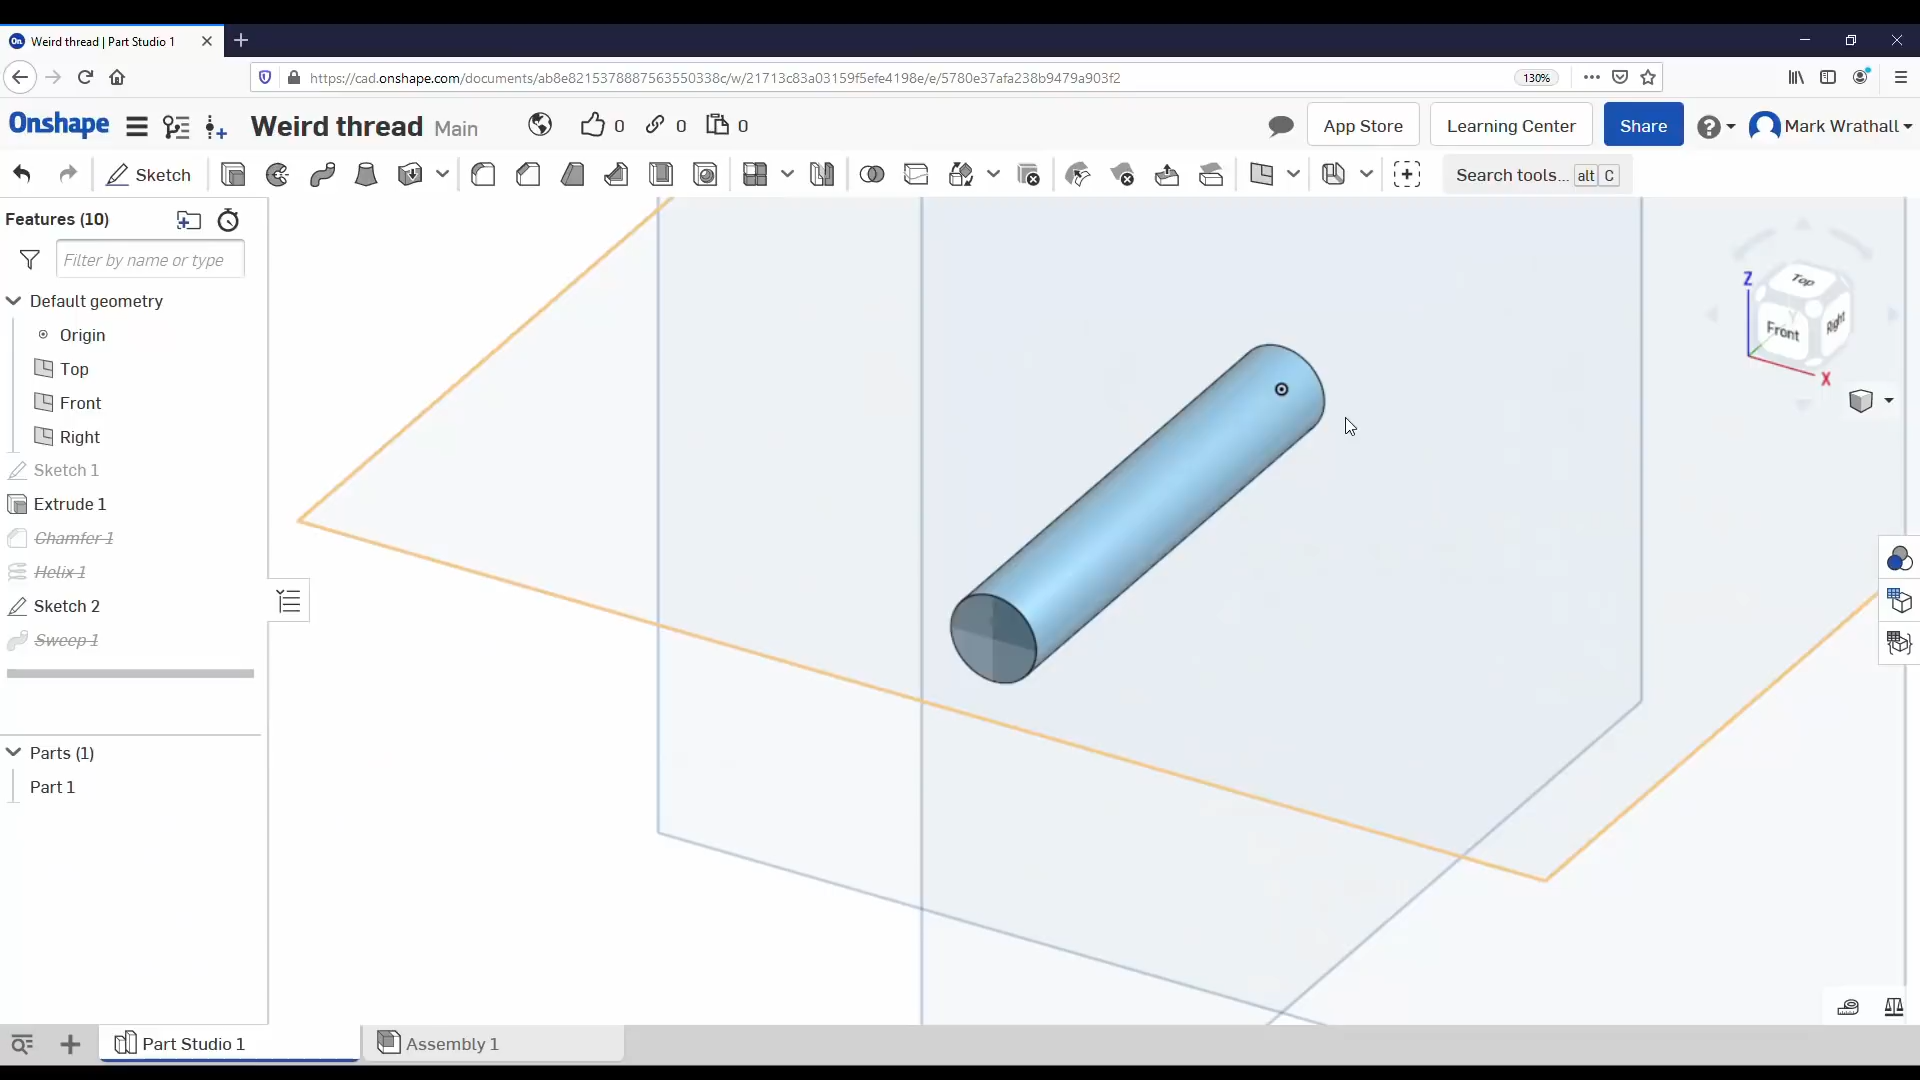 Weird thread | Part Studio 1
https://cad.onshape.com/documents/ab8e8215378887563550338c/w/21713c83a03159f5efe4198e/e/5780e37afa238b9479a903f2
130%
Onshape
Weird thread Main
0
0
0
App Store
Learning Center
Share
Mark Wrathall
Sketch
Search tools... alt C
Features (10)
Filter by name or type
Default geometry
Origin
Top
Front
Right
Sketch 1
Extrude 1
Chamfer 1
Helix 1
Sketch 2
Sweep 1
Parts (1)
Part 1
Z
Top
Y
Front
Right
X
Part Studio 1
Assembly 1